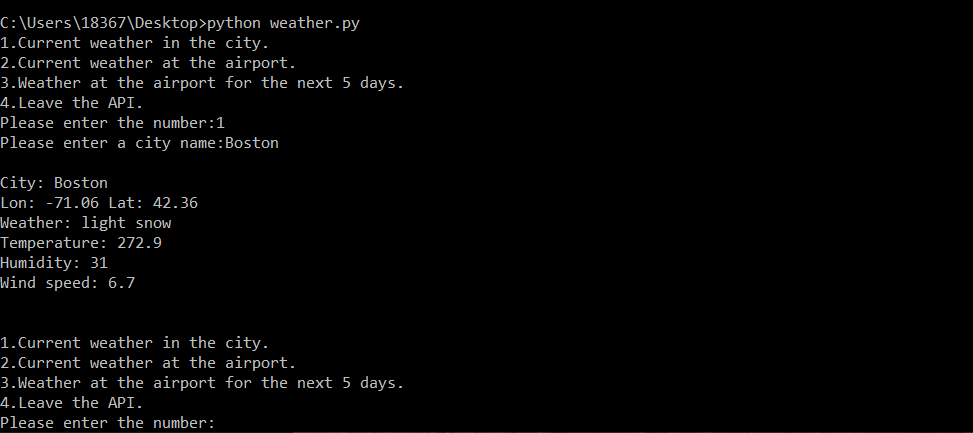 C:\Users\18367\Desktop>python weather.py
1.Current weather in the city.
2.Current weather at the airport.
3.Weather at the airport for the next 5 days.
4.Leave the API.
Please enter the number:1
Please enter a city name:Boston
City: Boston
Lon: -71.06 Lat: 42.36
Weather: light snow
Temperature: 272.9
Humidity: 31
Wind speed: 6.7
1.Current weather in the city.
2.Current weather at the airport.
3.Weather at the airport for the next 5 days.
4.Leave the API.
Please enter the number: